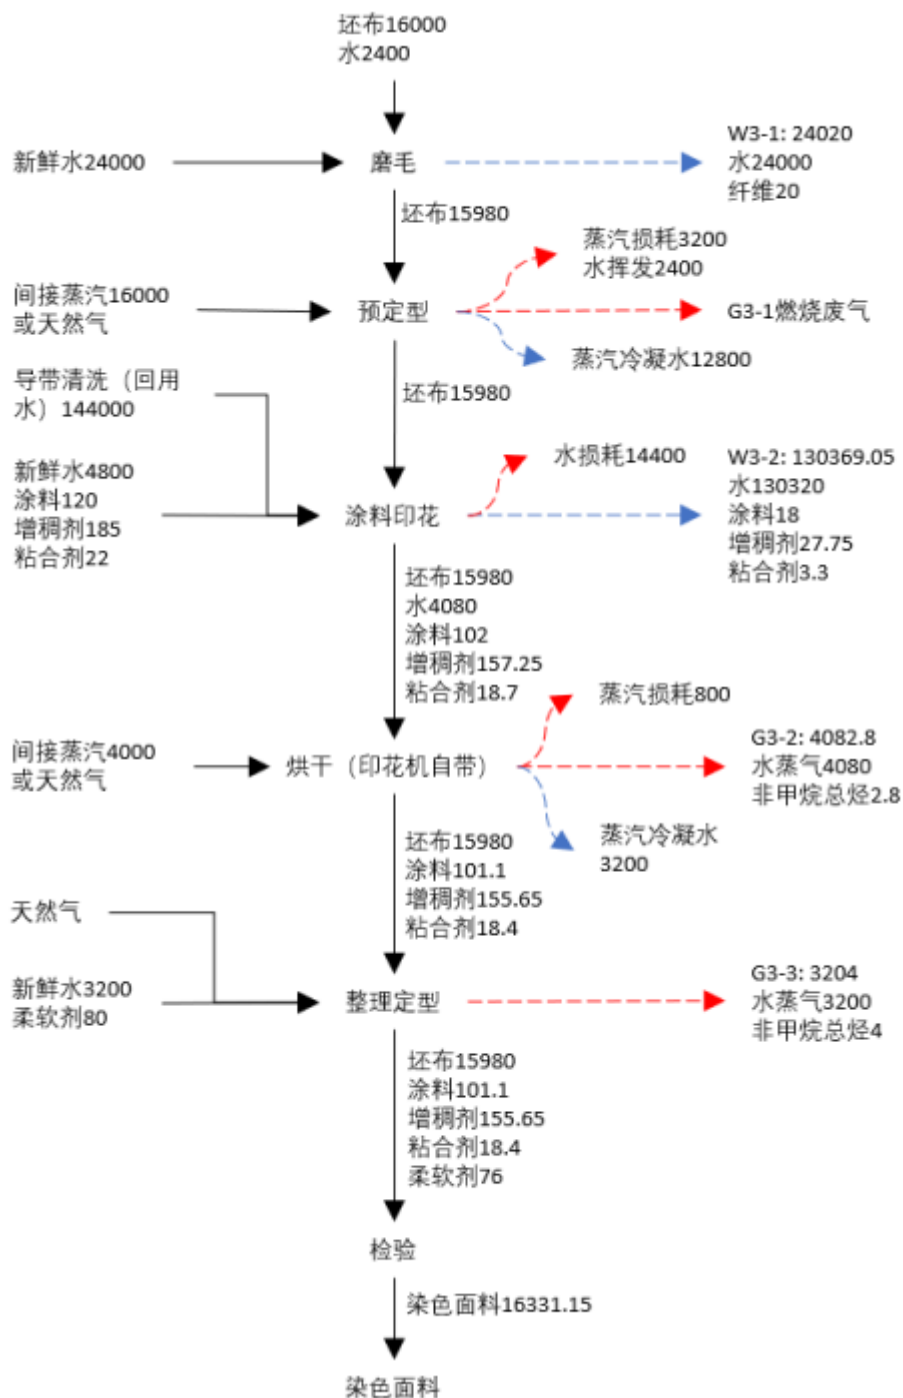 坯布16000
水2400
新鲜水24000
磨毛
W3-1: 24020
水24000
纤维20
坯布15980
蒸汽损耗3200
水挥发2400
间接蒸汽16000
或天然气
预定型
G3-1燃烧废气
蒸汽冷凝水12800
导带清洗（回用
水）144000
坯布15980
水损耗14400
新鲜水4800
涂料120
增稠剂185
粘合剂22
涂料印花
W3-2: 130369.05
水130320
涂料18
增稠剂27.75
粘合剂3.3
坯布15980
水4080
涂料102
增稠剂157.25
粘合剂18.7
蒸汽损耗800
间接蒸汽4000
或天然气
烘干（印花机自带）
G3-2: 4082.8
水蒸气4080
非甲烷总烃2.8
蒸汽冷凝水
3200
坯布15980
涂料101.1
增稠剂155.65
粘合剂18.4
天然气
新鲜水3200
柔软剂80
整理定型
G3-3: 3204
水蒸气3200
非甲烷总烃4
坯布15980
涂料101.1
增稠剂155.65
粘合剂18.4
柔软剂76
检验
染色面料16331.15
染色面料